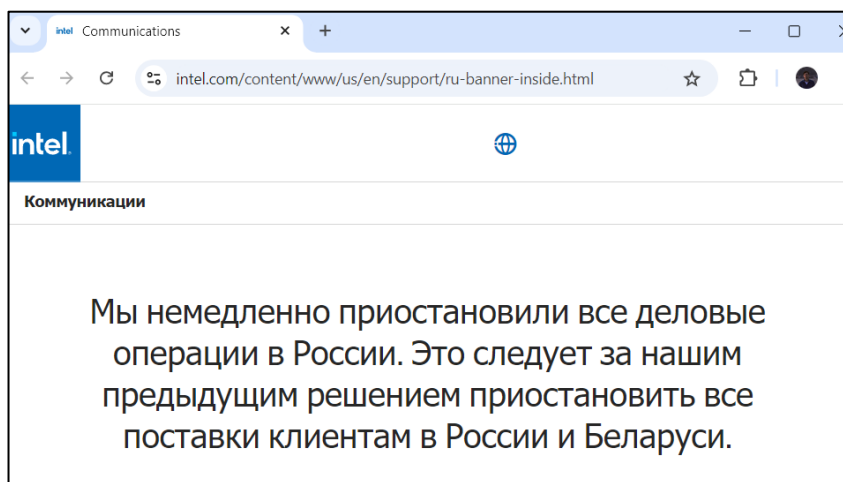 intel Communications
intel.com/content/www/us/en/support/ru-banner-inside.html
intel.
Коммуникации
Мы немедленно приостановили все деловые
операции в России. Это следует за нашим
предыдущим решением приостановить все
поставки клиентам в России и Беларуси.